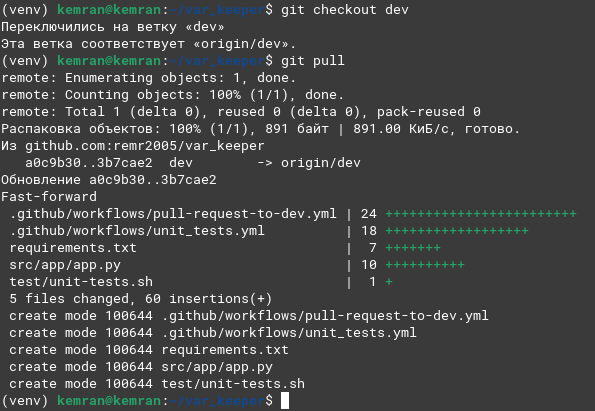 (venv) kemran@kemran:~/var_keeper$ git checkout dev
Переключились на ветку «dev»
Эта ветка соответствует «origin/dev».
(venv) kemran@kemran:~/var_keeper$ git pull
remote: Enumerating objects: 1, done.
remote: Counting objects: 100% (1/1), done.
remote: Total 1 (delta 0), reused 0 (delta 0), pack-reused 0
Распаковка объектов: 100% (1/1), 891 байт | 891.00 КиБ/с, готово.
Из github.com:remr2005/var_keeper
   a0c9b30..3b7cae2  dev        -> origin/dev
Обновление a0c9b30..3b7cae2
Fast-forward
 .github/workflows/pull-request-to-dev.yml | 24 ++++++++++++++++++++++++
 .github/workflows/unit_tests.yml          | 18 ++++++++++++++++++
 requirements.txt                          |  7 +++++++
 src/app/app.py                            | 10 ++++++++++
 test/unit-tests.sh                        |  1 +
 5 files changed, 60 insertions(+)
 create mode 100644 .github/workflows/pull-request-to-dev.yml
 create mode 100644 .github/workflows/unit_tests.yml
 create mode 100644 requirements.txt
 create mode 100644 src/app/app.py
 create mode 100644 test/unit-tests.sh
(venv) kemran@kemran:~/var_keeper$